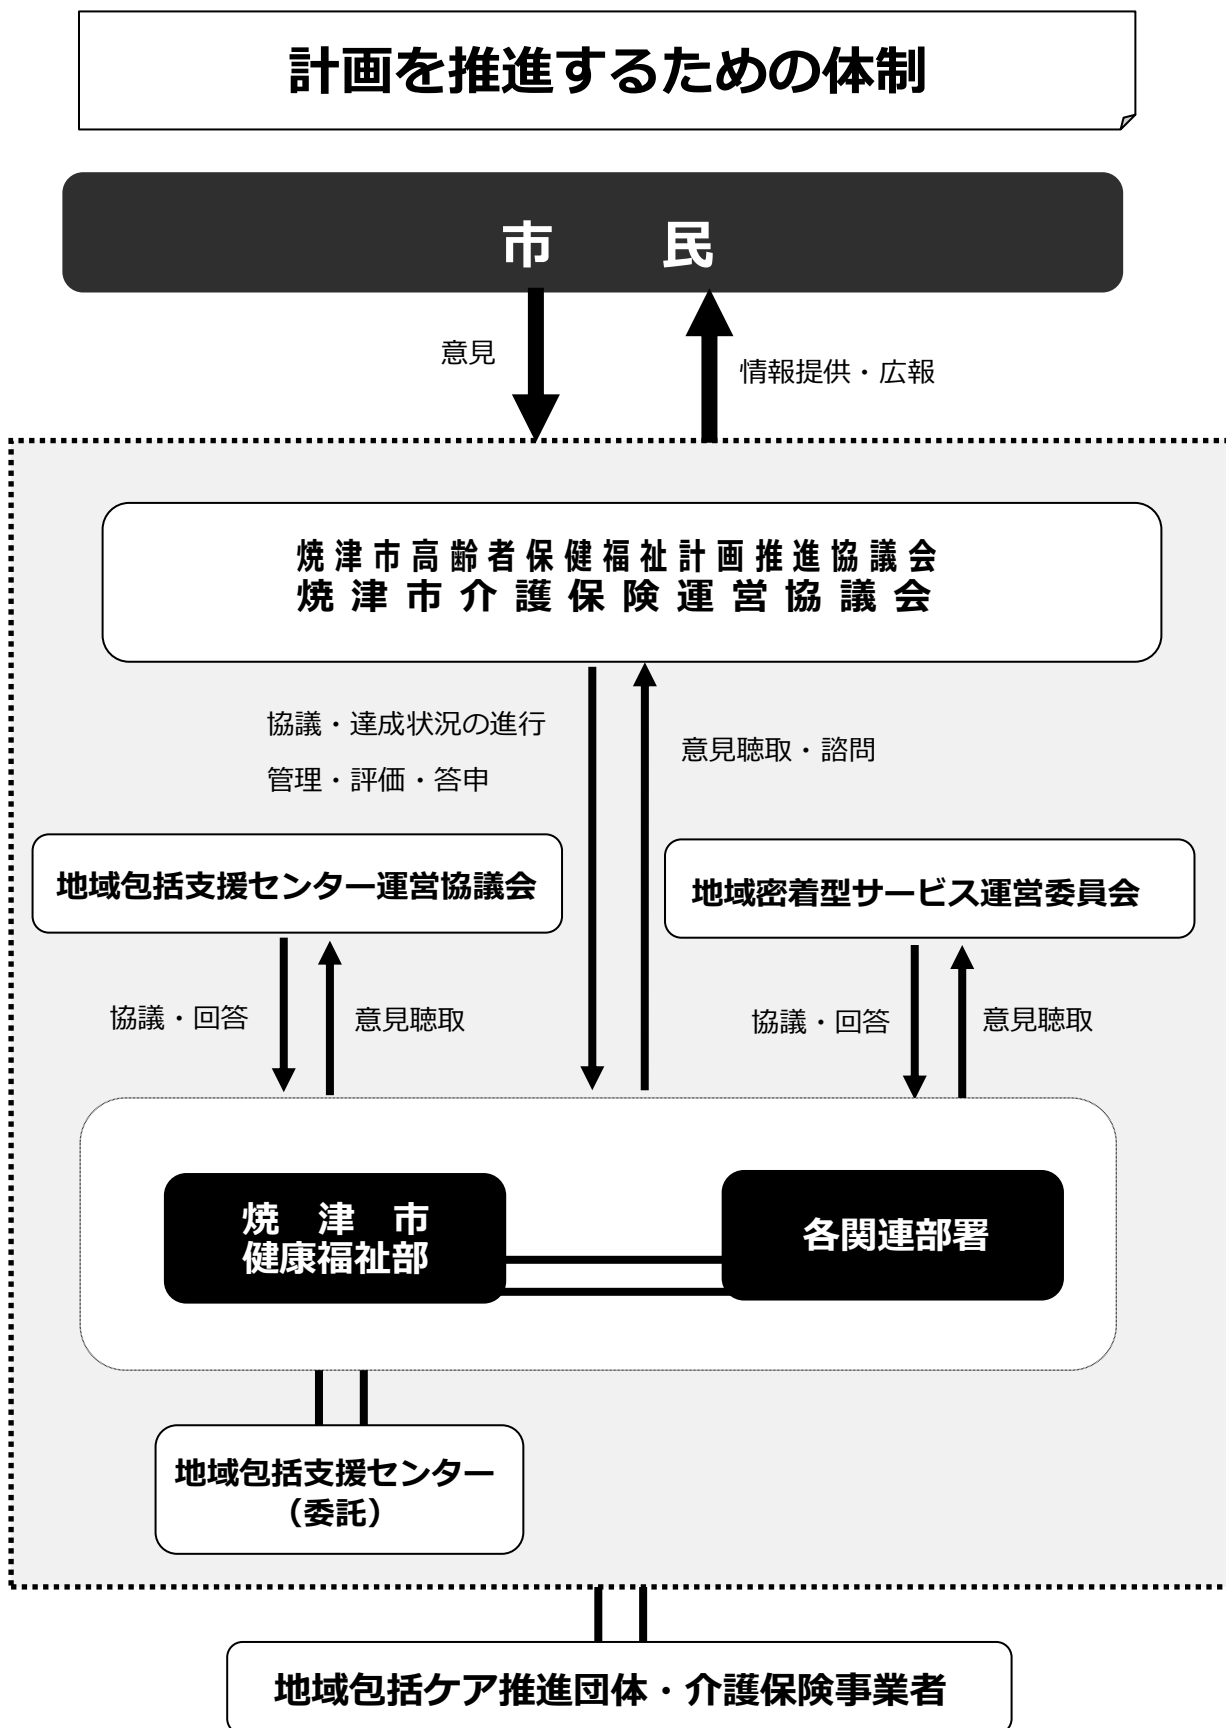 計画を推進するための体制
市　　民
意見
情報提供・広報
焼津市高齢者保健福祉計画推進協議会
焼津市介護保険運営協議会
協議・達成状況の進行
管理・評価・答申
意見聴取・諮問
地域包括支援センター運営協議会
地域密着型サービス運営委員会
協議・回答
意見聴取
協議・回答
意見聴取
焼　津　市
健康福祉部
各関連部署
地域包括支援センター
（委託）
地域包括ケア推進団体・介護保険事業者